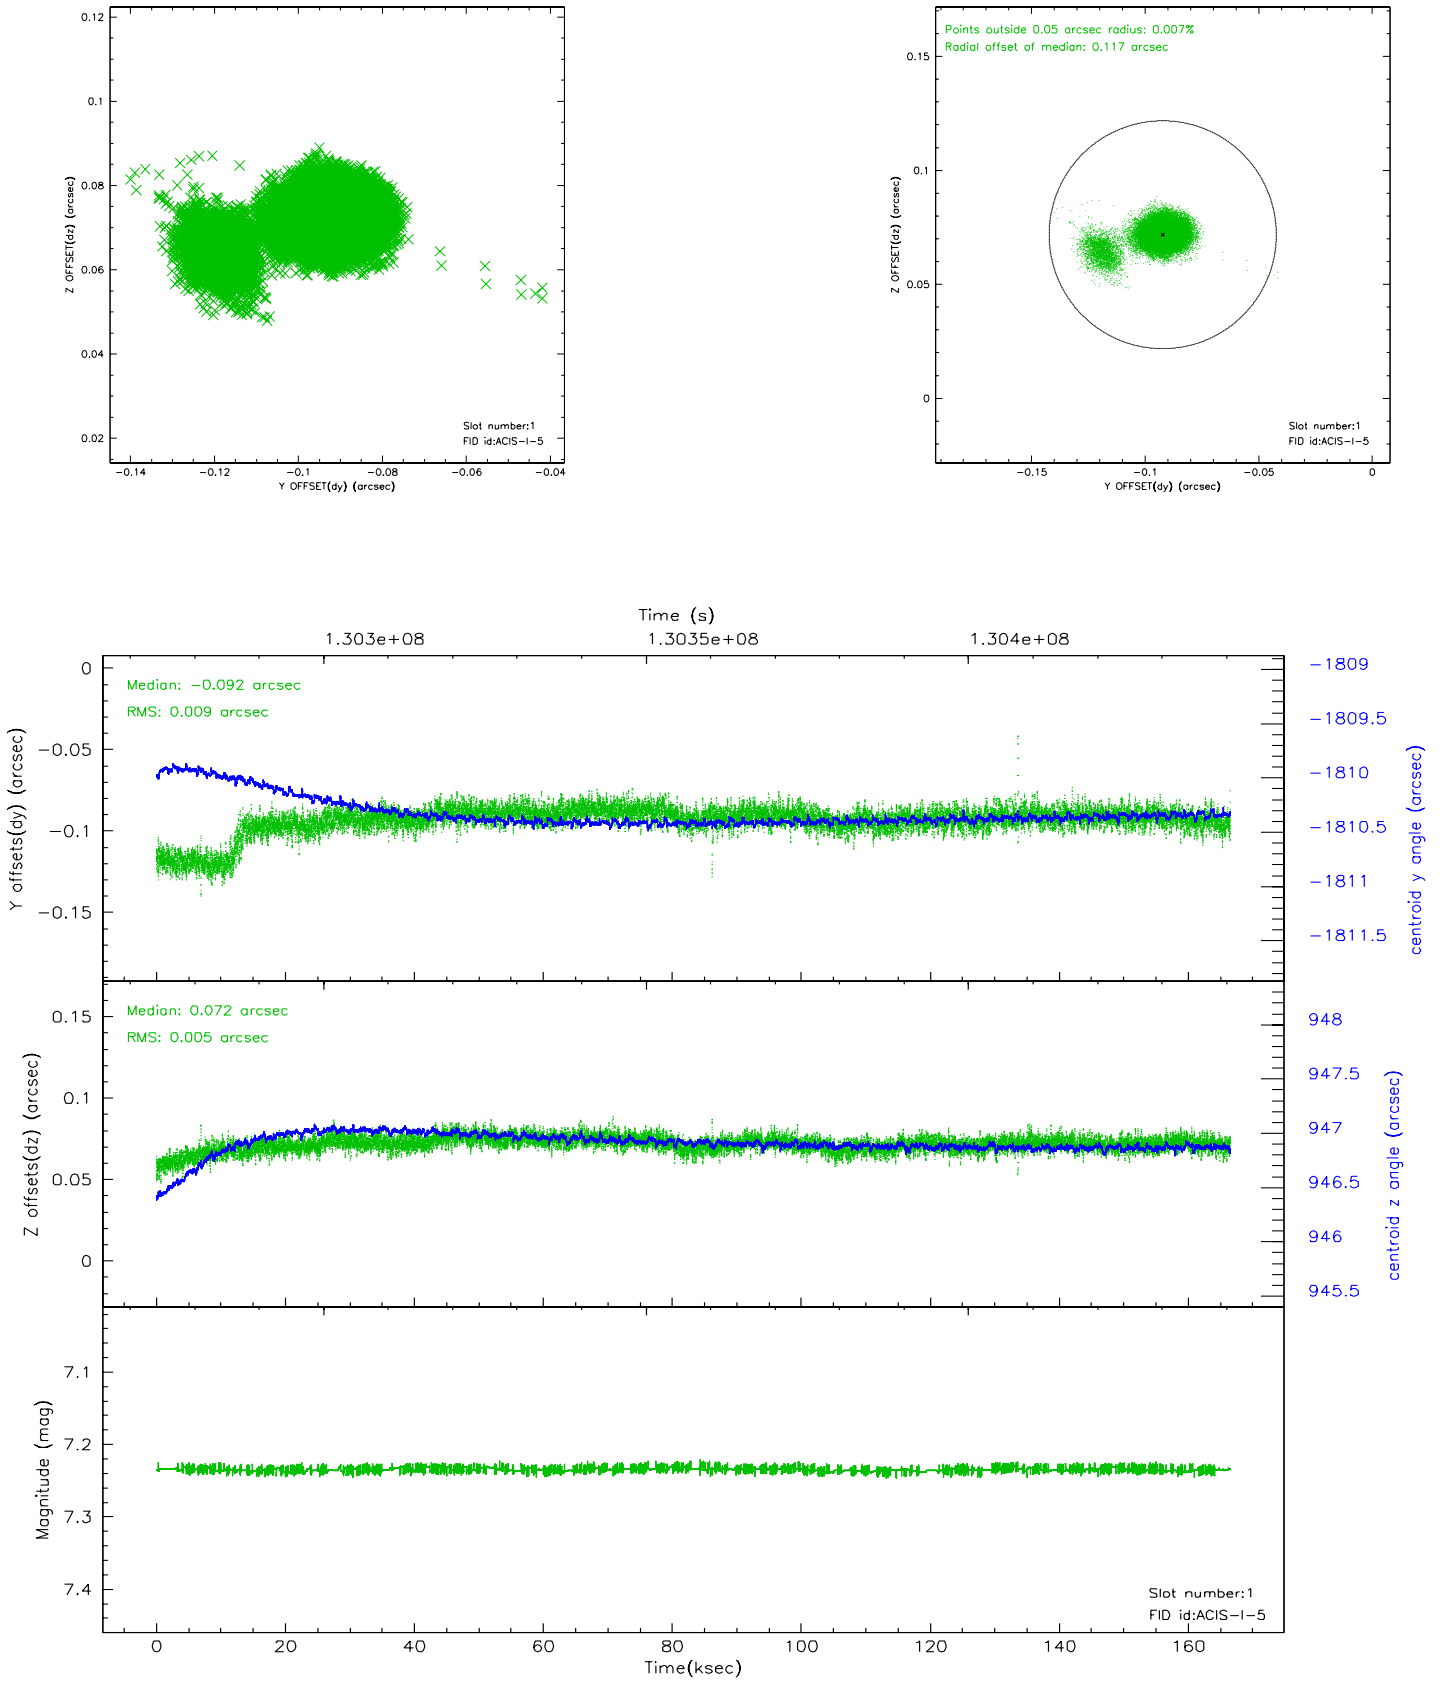 0.12
0.1
0.08
0.06
0.04
0.02
Z OFFSET(dz) (arcsec)
Slot number:1
FID id:ACIS-I-5
-0.14 -0.12 -0.1 -0.08 -0.06 -0.04
Y OFFSET(dy) (arcsec)
Points outside 0.05 arcsec radius: 0.007%
Radial offset of median: 0.117 arcsec
0.15
0.1
0.05
0
Z OFFSET(dz) (arcsec)
Slot number:1
FID id:ACIS-I-5
-0.15 -0.1 -0.05 0
Y OFFSET(dy) (arcsec)
Time (s)
1.303e+08 1.3035e+08 1.304e+08
Median: -0.092 arcsec
RMS: 0.009 arcsec
0
-0.05
-0.1
-0.15
Y offsets(dy) (arcsec)
-1809
-1809.5
-1810
-1810.5
-1811
-1811.5
centroid y angle (arcsec)
Median: 0.072 arcsec
RMS: 0.005 arcsec
0.15
0.1
0.05
0
Z offsets(dz) (arcsec)
948
947.5
947
946.5
946
945.5
centroid z angle (arcsec)
7.1
7.2
7.3
7.4
Magnitude (mag)
Slot number:1
FID id:ACIS-I-5
0 20 40 60 80 100 120 140 160
Time(ksec)